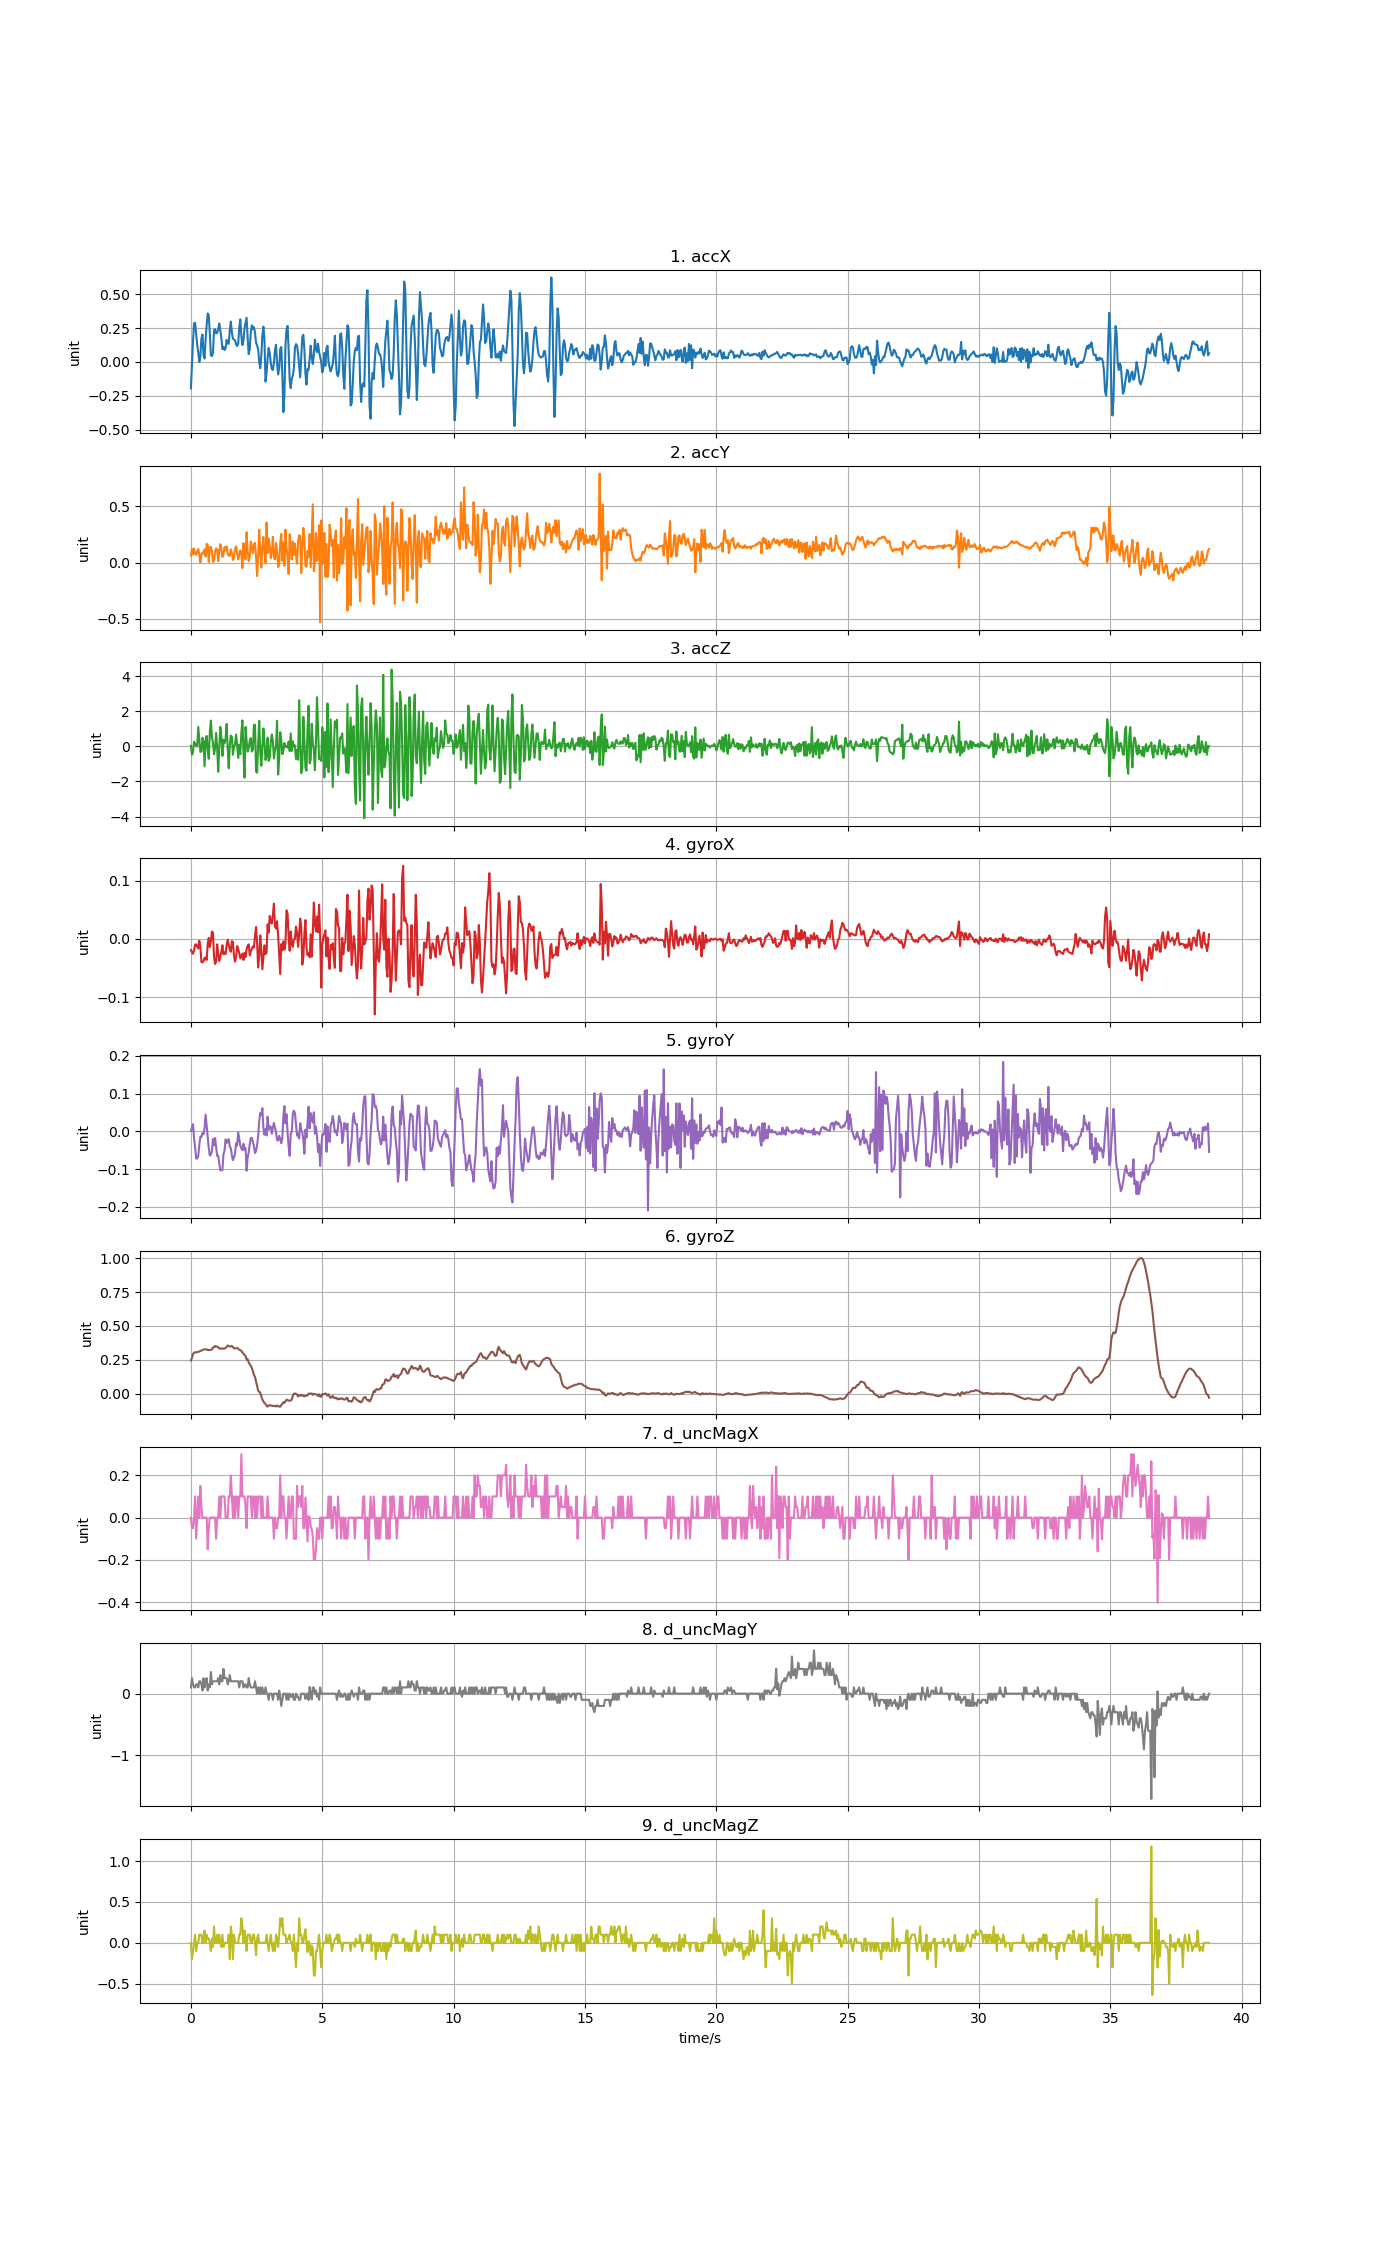 1. accX
0.50
0.25
0.00
−0.25
−0.50
unit
2. accY
0.5
0.0
−0.5
unit
3. accZ
4
2
0
−2
−4
unit
4. gyroX
0.1
0.0
−0.1
unit
5. gyroY
0.2
0.1
0.0
−0.1
−0.2
unit
6. gyroZ
1.00
0.75
0.50
0.25
0.00
unit
7. d_uncMagX
0.2
0.0
−0.2
−0.4
unit
8. d_uncMagY
0
−1
unit
9. d_uncMagZ
1.0
0.5
0.0
−0.5
unit
0 5 10 15 20 25 30 35 40
time/s